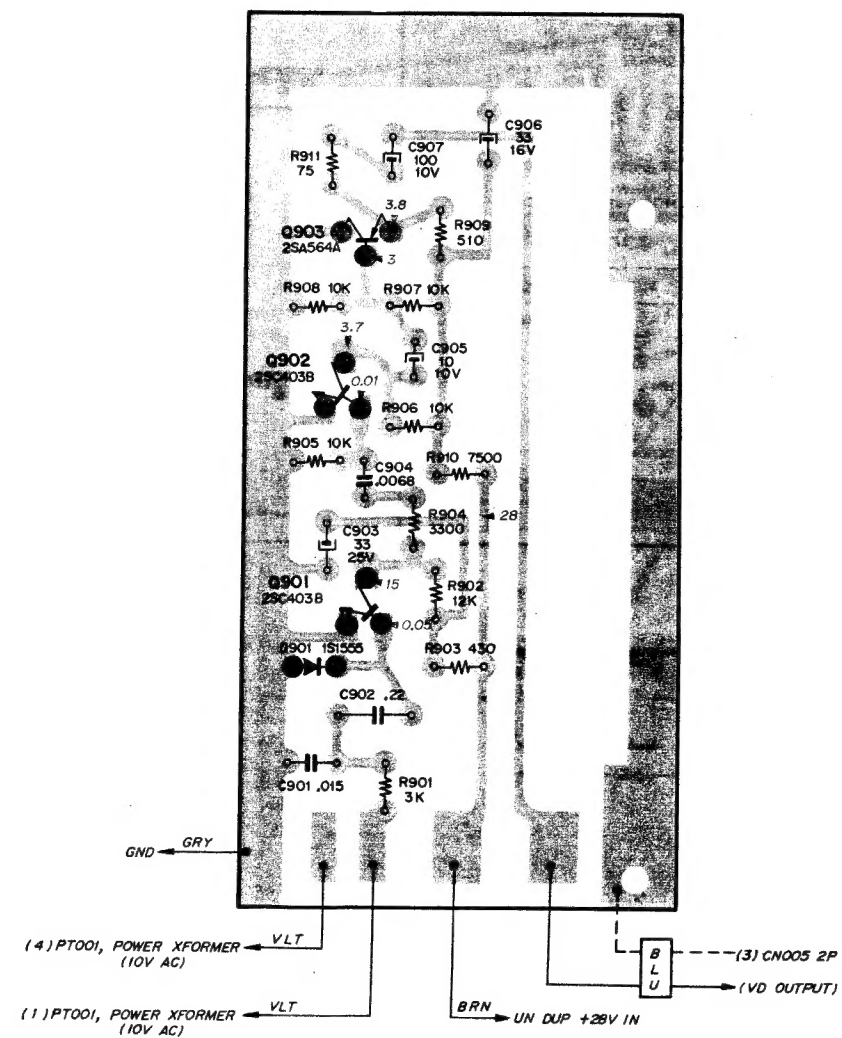 C906
33
16V
C907
100
10V
R911
75
3.8
Q903
2SA564A
3
R909
510
R908 10K
R907 10K
3.7
C905
10
10V
Q902
2SC403B
0.01
R906 10K
R905 10K
R910 7500
C904
.0068
R904
3300
28
C903
33
25V
Q901
2SC403B
15
R902
12K
0.05
D901 1S1555
R903 430
C902 .22
C901 .015
R901
3K
GND
GRY
(4) PT001, POWER XFORMER
(10V AC)
VLT
BLU
(3) CN005 2P
(VD OUTPUT)
(1) PT001, POWER XFORMER
(10V AC)
VLT
BRN
UN DUP +28V IN